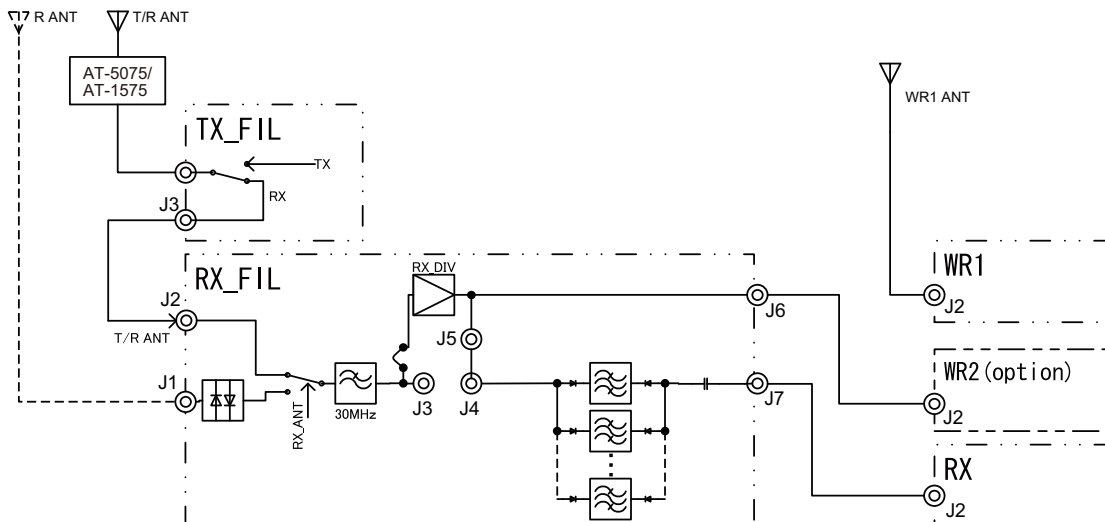 R ANT
T/R ANT
AT-5075/
AT-1575
WR1 ANT
TX_FIL
TX
RX
J3
RX_FIL
RX_DIV
WR1
J2
J2
J6
J5
T/R ANT
WR2(option)
J1
J3
J4
J7
30MHz
RX_ANT
J2
RX
J2